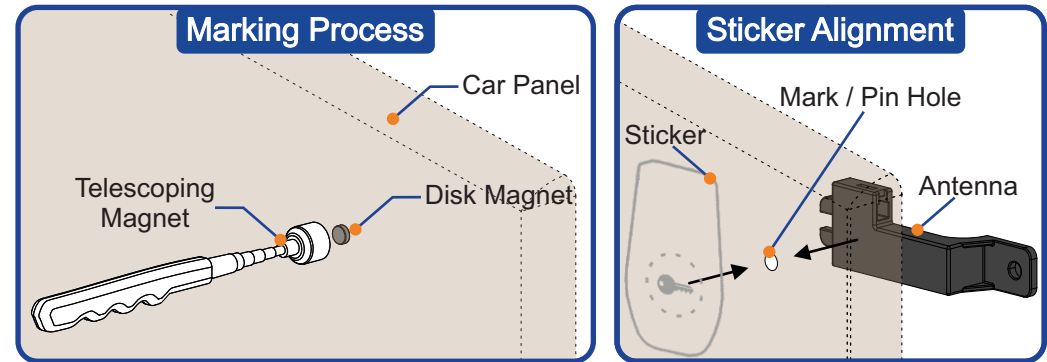 Marking Process
Car Panel
Telescoping
Magnet
Disk Magnet
Sticker Alignment
Mark / Pin Hole
Sticker
Antenna